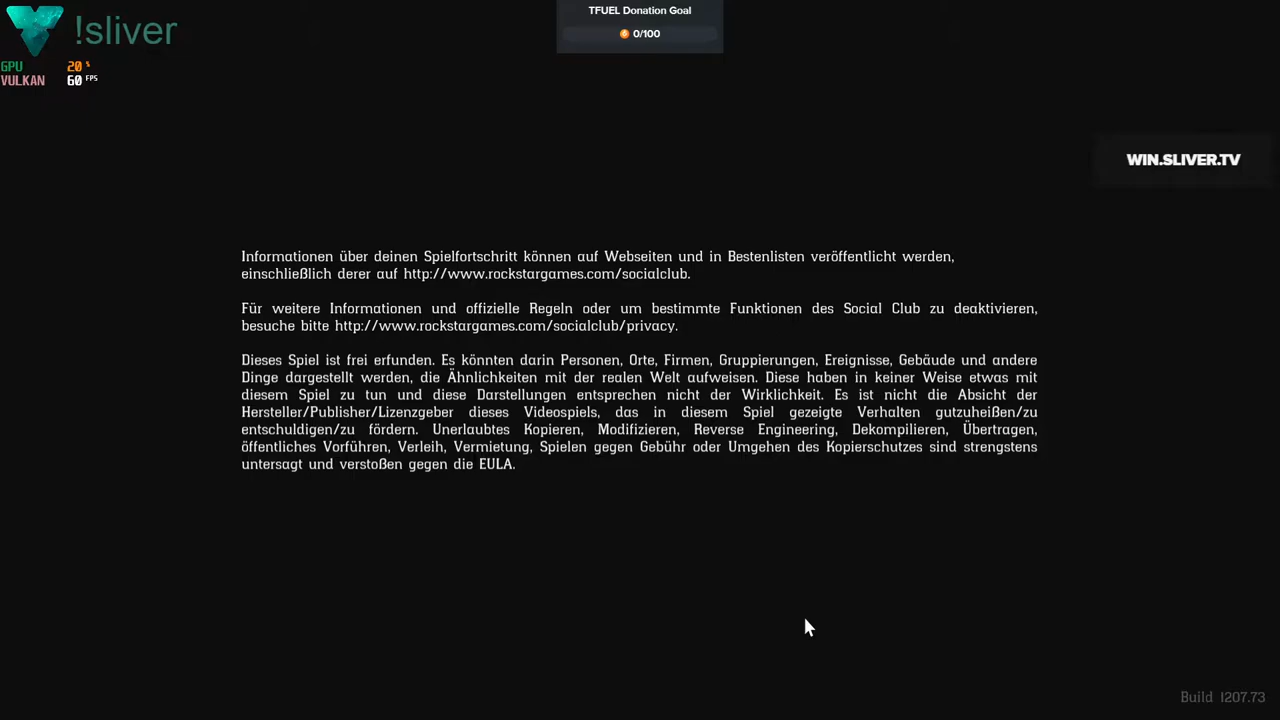 !sliver
TFUEL Donation Goal
0/100
GPU 20 %
VULKAN 60 FPS
WIN.SLIVER.TV
Informationen über deinen Spielfortschritt können auf Webseiten und in Bestenlisten veröffentlicht werden,
einschließlich derer auf http://www.rockstargames.com/socialclub.
Für weitere Informationen und offizielle Regeln oder um bestimmte Funktionen des Social Club zu deaktivieren,
besuche bitte http://www.rockstargames.com/socialclub/privacy.
Dieses Spiel ist frei erfunden. Es könnten darin Personen, Orte, Firmen, Gruppierungen, Ereignisse, Gebäude und andere
Dinge dargestellt werden, die Ähnlichkeiten mit der realen Welt aufweisen. Diese haben in keiner Weise etwas mit
diesem Spiel zu tun und diese Darstellungen entsprechen nicht der Wirklichkeit. Es ist nicht die Absicht der
Hersteller/Publisher/Lizenzgeber dieses Videospiels, das in diesem Spiel gezeigte Verhalten gutzuheißen/zu
entschuldigen/zu fördern. Unerlaubtes Kopieren, Modifizieren, Reverse Engineering, Dekompilieren, Übertragen,
öffentliches Vorführen, Verleih, Vermietung, Spielen gegen Gebühr oder Umgehen des Kopierschutzes sind strengstens
untersagt und verstoßen gegen die EULA.
Build 1207.73